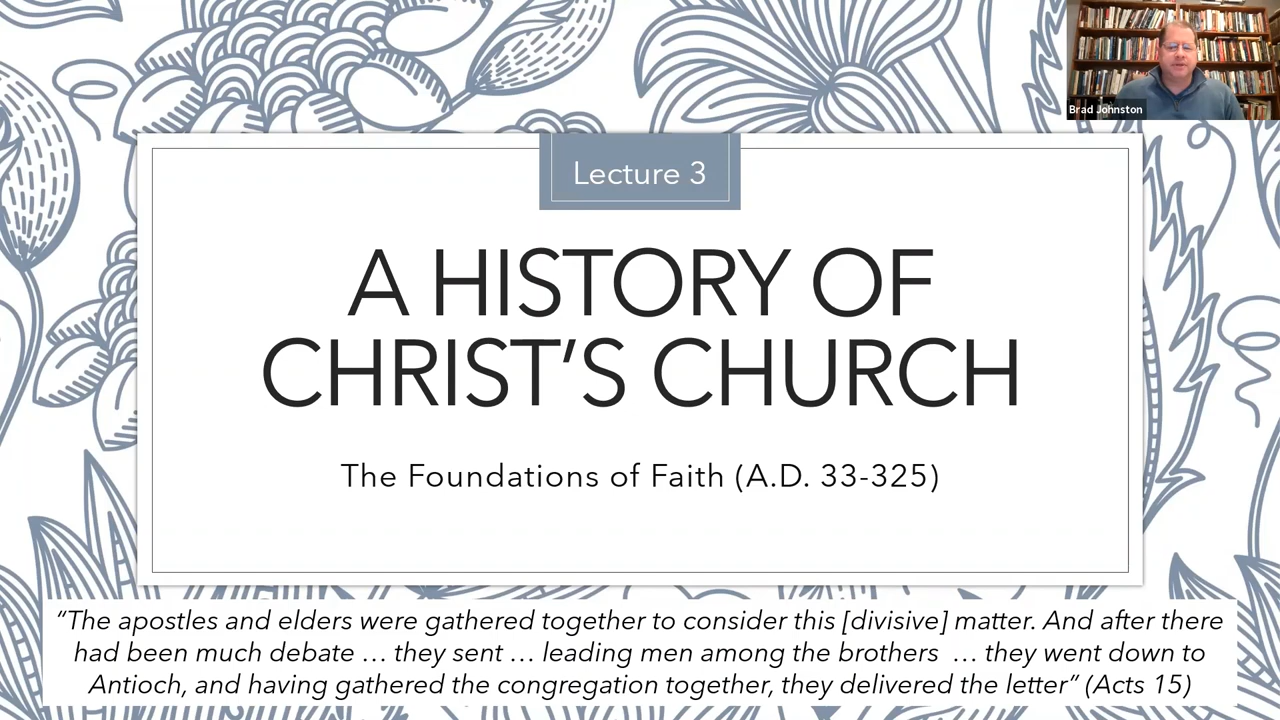 Brad Johnston
Lecture 3
A HISTORY OF
CHRIST’S CHURCH
The Foundations of Faith (A.D. 33-325)
“The apostles and elders were gathered together to consider this [divisive] matter. And after there
had been much debate … they sent … leading men among the brothers … they went down to
Antioch, and having gathered the congregation together, they delivered the letter” (Acts 15)